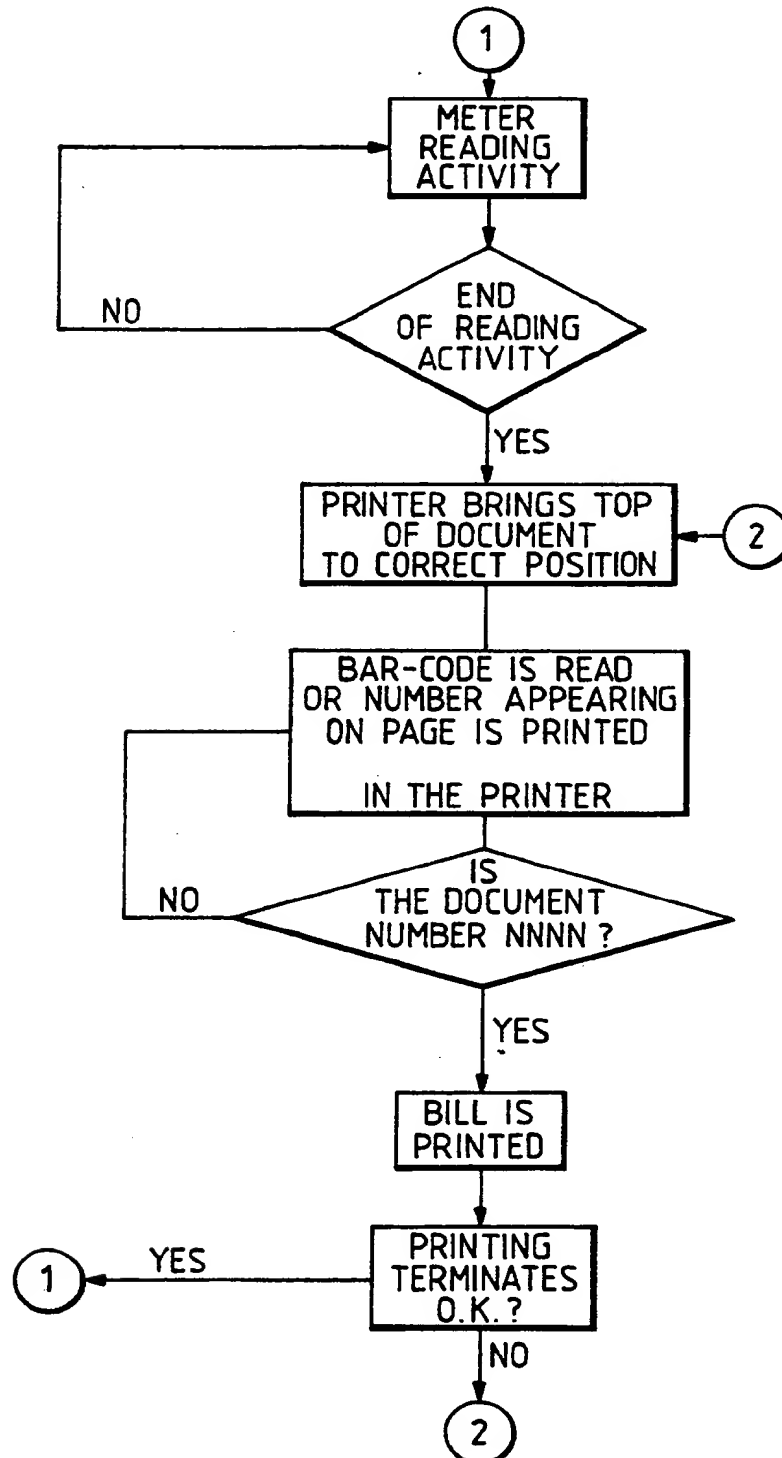 1
METER
READING
ACTIVITY
END
OF READING
ACTIVITY
NO
YES
PRINTER BRINGS TOP
OF DOCUMENT
TO CORRECT POSITION
2
BAR-CODE IS READ
OR NUMBER APPEARING
ON PAGE IS PRINTED
IN THE PRINTER
IS
THE DOCUMENT
NUMBER NNNN ?
NO
YES
BILL IS
PRINTED
PRINTING
TERMINATES
O.K.?
YES
1
NO
2